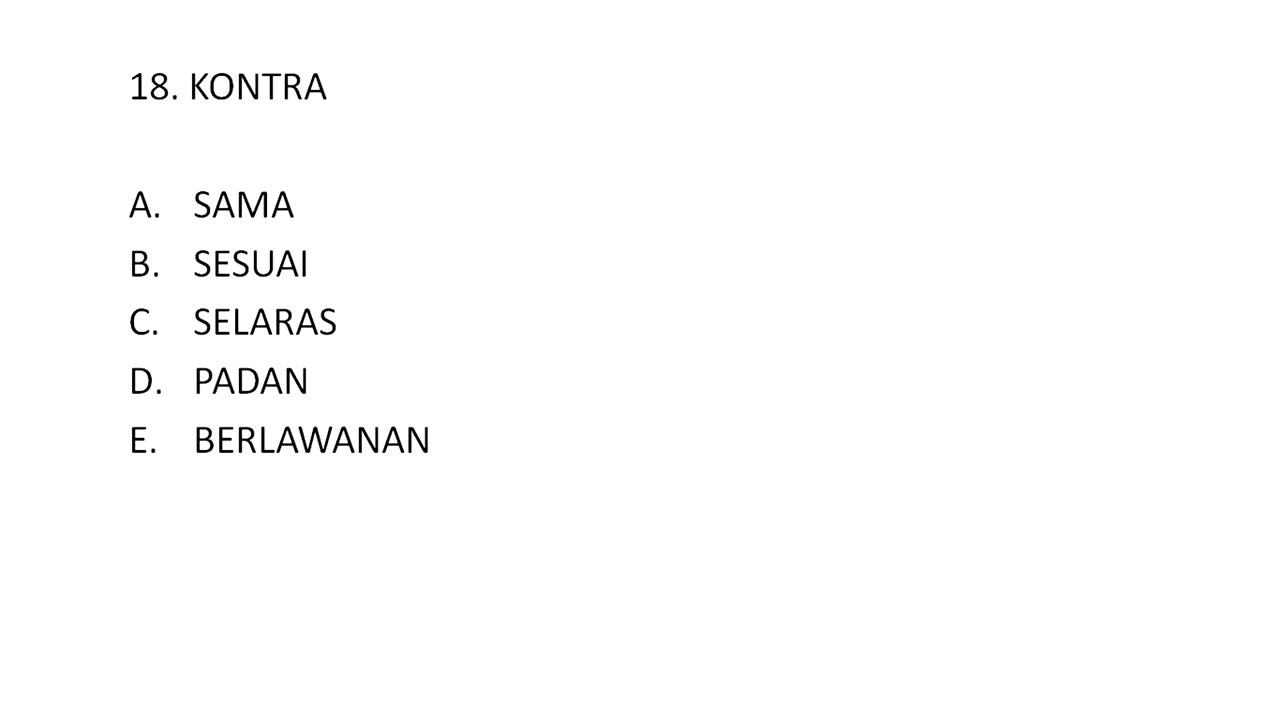 18. KONTRA
A. SAMA
B. SESUAI
C. SELARAS
D. PADAN
E. BERLAWANAN